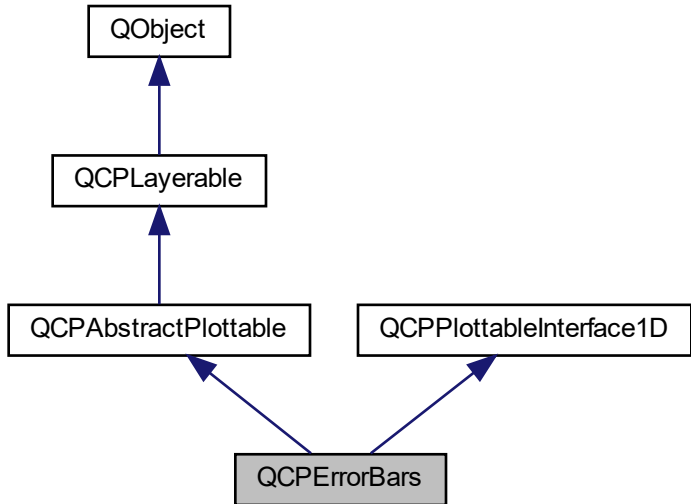 QObject
QCPLayerable
QCPAbstractPlottable
QCPPlottableInterface1D
QCPErrorBars